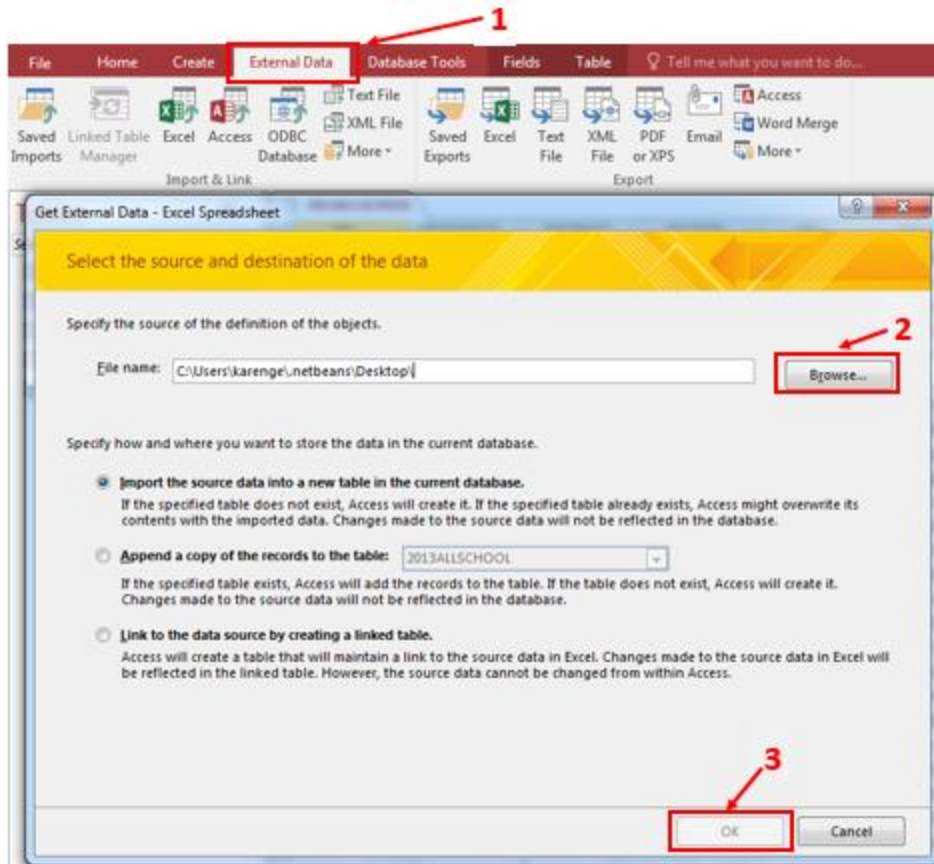 1
File Home Create External Data Database Tools Fields Table Tell me what you want to do...
Text File
XML File
More
Access
Word Merge
More
Saved Imports
Linked Table Manager
Excel
Access
ODBC Database
Saved Exports
Excel
Text File
XML File
PDF or XPS
Email
Import & Link
Export
Get External Data - Excel Spreadsheet
Select the source and destination of the data
Specify the source of the definition of the objects.
2
File name: C:\Users\karenge\.netbeans\Desktop\
Browse...
Specify how and where you want to store the data in the current database.
Import the source data into a new table in the current database.
If the specified table does not exist, Access will create it. If the specified table already exists, Access might overwrite its
contents with the imported data. Changes made to the source data will not be reflected in the database.
Append a copy of the records to the table: 2013ALLSCHOOL
If the specified table exists, Access will add the records to the table. If the table does not exist, Access will create it.
Changes made to the source data will not be reflected in the database.
Link to the data source by creating a linked table.
Access will create a table that will maintain a link to the source data in Excel. Changes made to the source data in Excel will
be reflected in the linked table. However, the source data cannot be changed from within Access.
3
OK Cancel